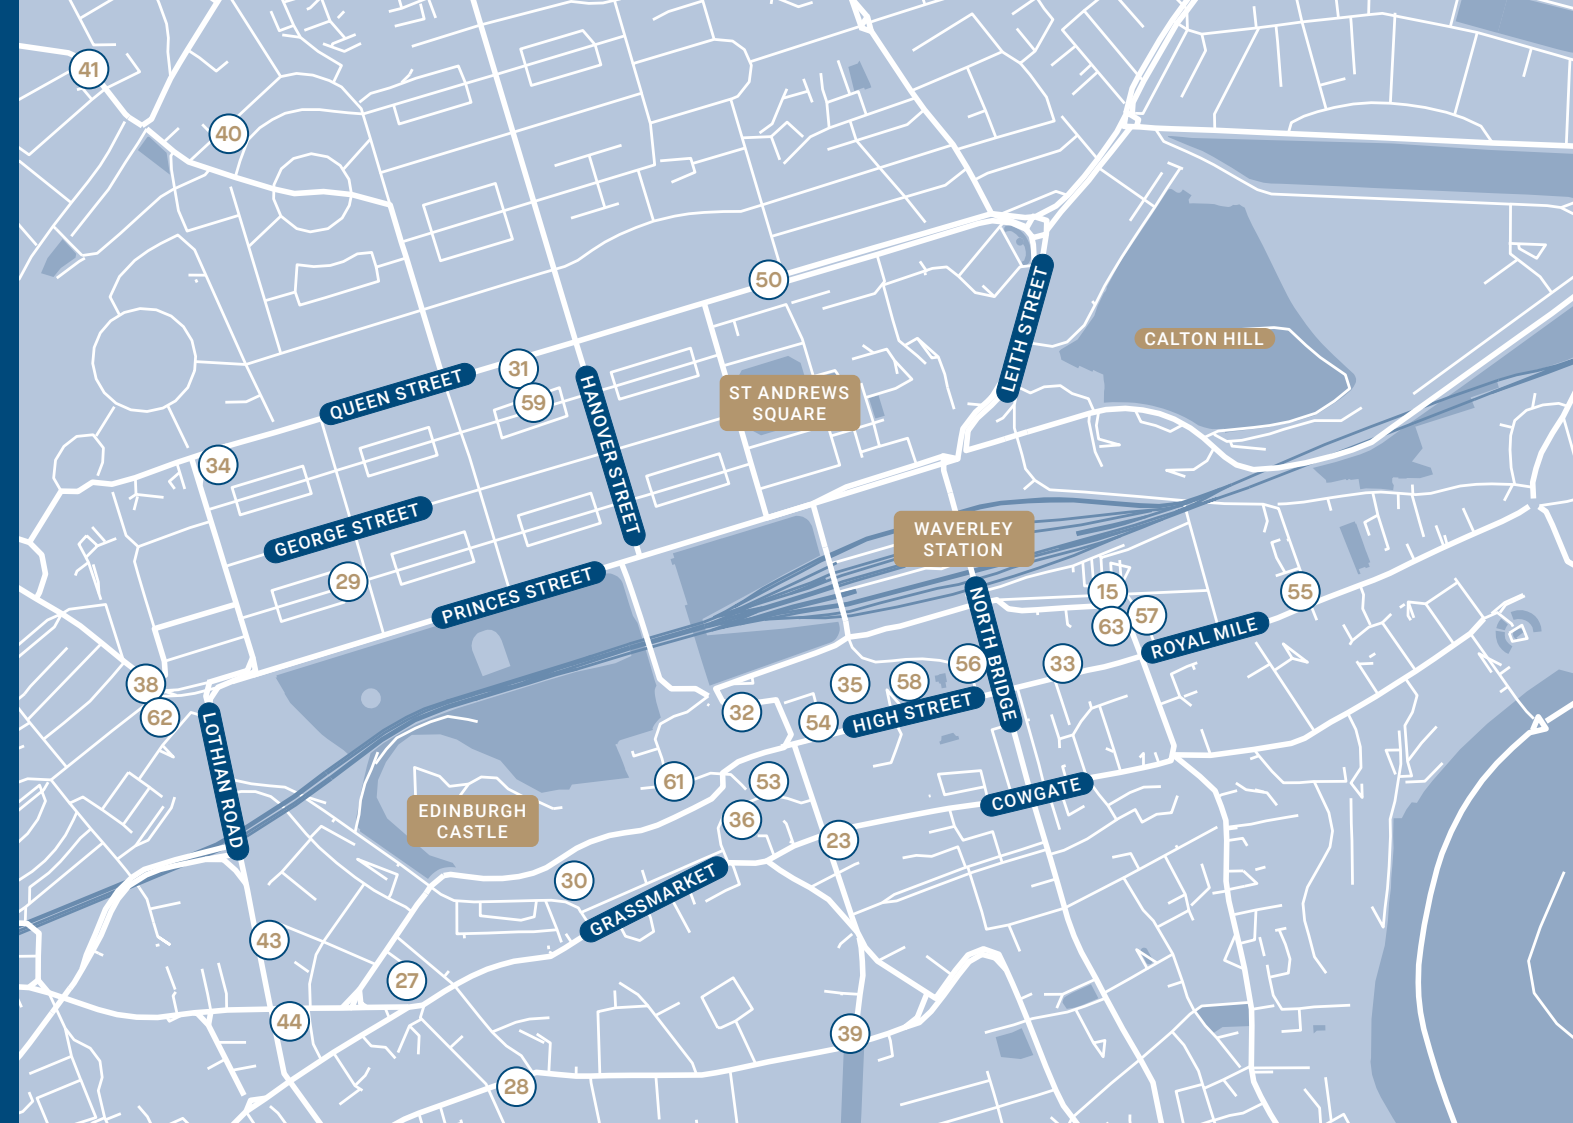 41
40
50
LEITH STREET
CALTON HILL
31
QUEEN STREET
59
HANOVER STREET
ST ANDREWS
SQUARE
34
GEORGE STREET
WAVERLEY
STATION
29
PRINCES STREET
15
55
57
63
NORTH BRIDGE
ROYAL MILE
56
33
38
35
58
62
32
54
HIGH STREET
LOTHIAN ROAD
61
53
COWGATE
EDINBURGH
CASTLE
36
23
30
GRASSMARKET
43
27
44
39
28